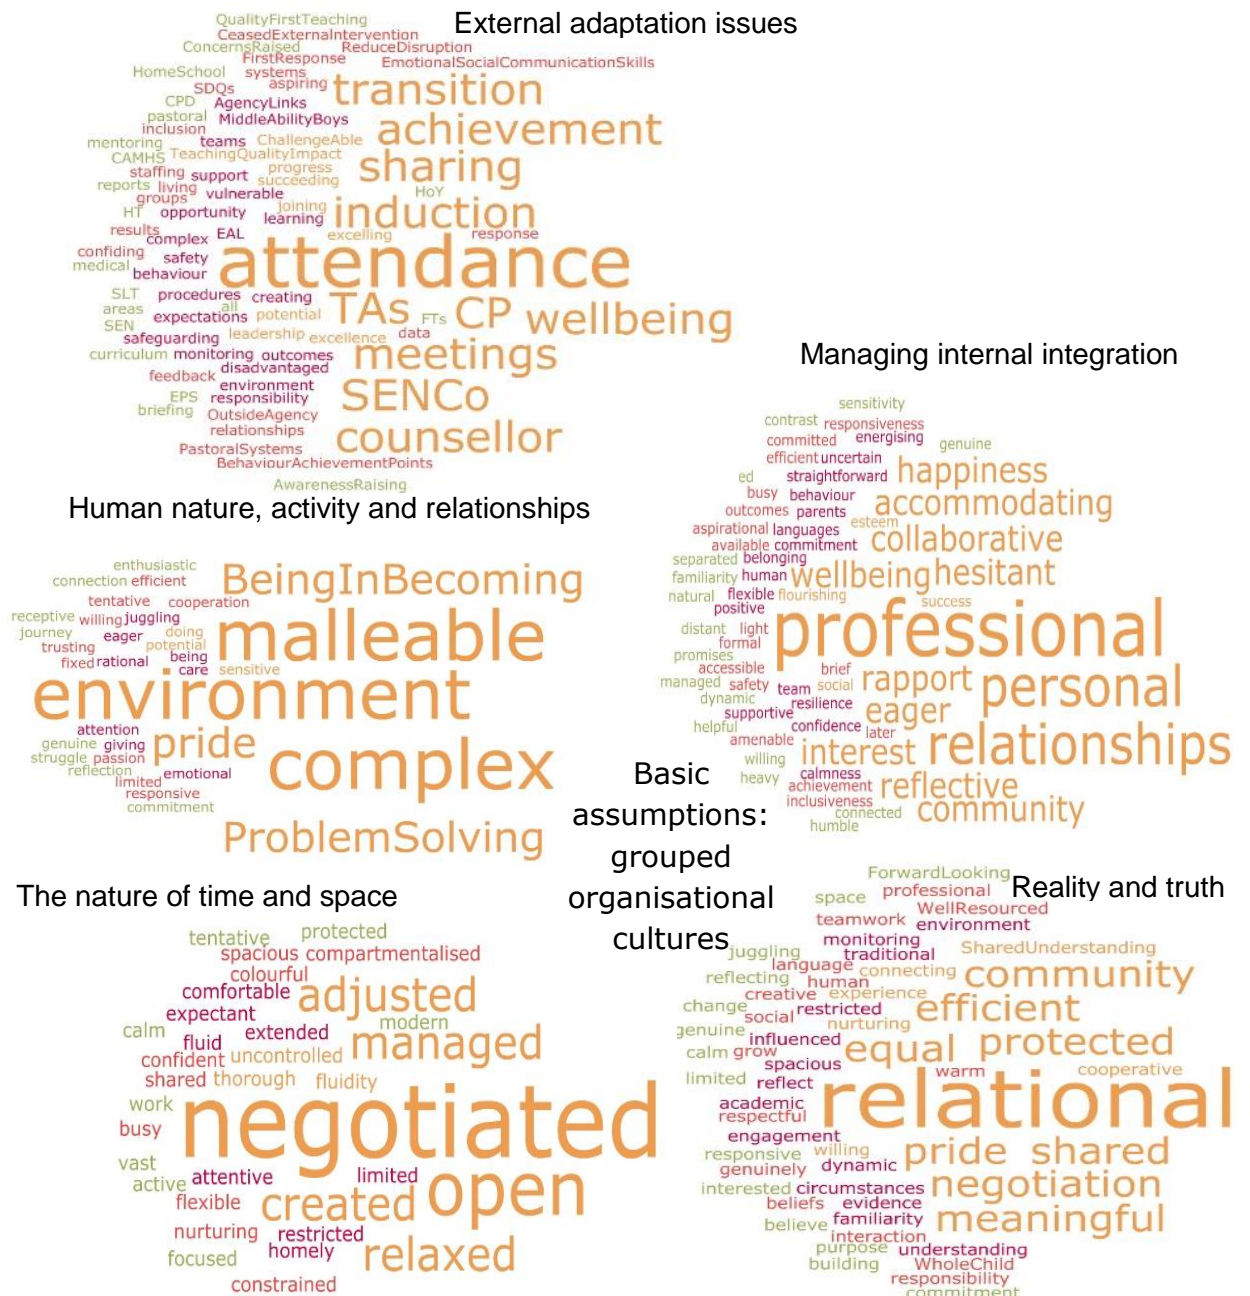 External adaptation issues
QualityFirstTeaching
CeasedExternalIntervention
ConcernsRaised ReduceDisruption
FirstResponse EmotionalSocialCommunicationSkills
HomeSchool systems
SDQs aspiring transition
CPD AgencyLinks
pastoral MiddleAbilityBoys
inclusion achievement
mentoring teams ChallengeAble
CAMHS TeachingQualityImpact
staffing support progress sharing
reports living vulnerable succeeding
groups HoY
HT opportunity joining induction
learning
results complex EAL excelling response
confiding safety attendance
medical behaviour
SLT procedures creating
areas all
SEN expectations potential TAs FTs CP wellbeing
safeguarding leadership excellence data
curriculum monitoring outcomes meetings
feedback disadvantaged
environment
EPS responsibility SENCo
briefing OutsideAgency
relationships counsellor
PastoralSystems
BehaviourAchievementPoints
AwarenessRaising
Managing internal integration
sensitivity
contrast responsiveness
committed energising genuine
efficient uncertain
ed straightforward happiness
busy behaviour accommodating
outcomes parents
aspirational languages esteem collaborative
available commitment
separated belonging
familiarity human wellbeing hesitant
natural flexible flourishing
positive success
distant light professional
formal
promises
accessible brief
managed safety team social rapport personal
dynamic resilience
supportive eager
helpful confidence later
amenable interest relationships
willing
heavy calmness
achievement reflective
inclusiveness
connected community
humble
Human nature, activity and relationships
enthusiastic
connection efficient BeingInBecoming
tentative cooperation
receptive willing juggling malleable
journey eager doing
trusting potential
fixed rational being
care sensitive
environment
attention
genuine giving pride
struggle passion complex
reflection emotional
limited
responsive
commitment
ProblemSolving
Basic
assumptions:
grouped
organisational
cultures
The nature of time and space
tentative protected
spacious compartmentalised
colourful
comfortable adjusted
expectant modern
calm extended managed
fluid
confident uncontrolled
shared thorough fluidity
work negotiated
busy
vast
active attentive limited
flexible created open
nurturing restricted
homely relaxed
focused
constrained
Reality and truth
ForwardLooking
space professional
WellResourced
teamwork environment
monitoring
juggling traditional SharedUnderstanding
language connecting community
reflecting human
creative experience
change restricted efficient
social nurturing
genuine influenced
calm grow equal protected
spacious warm cooperative
limited reflect
academic relational
respectful
engagement
responsive willing pride shared
genuinely dynamic
interested circumstances negotiation
beliefs evidence
believe familiarity meaningful
interaction
purpose understanding
building WholeChild
responsibility
commitment